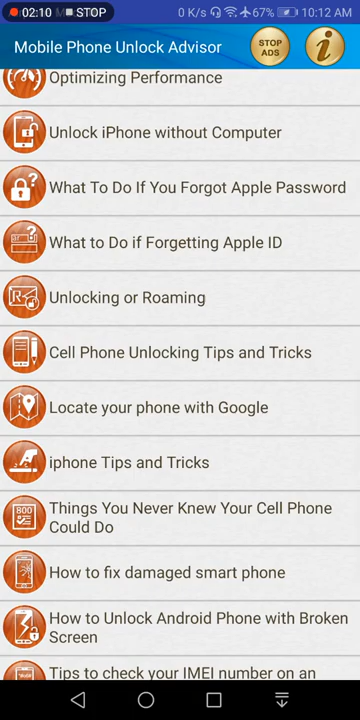 02:10 STOP 0 K/s 67% 10:12 AM
Mobile Phone Unlock Advisor
STOP
ADS
i
Optimizing Performance
Unlock iPhone without Computer
What To Do If You Forgot Apple Password
What to Do if Forgetting Apple ID
Unlocking or Roaming
Cell Phone Unlocking Tips and Tricks
Locate your phone with Google
iphone Tips and Tricks
800
Things You Never Knew Your Cell Phone
Could Do
How to fix damaged smart phone
How to Unlock Android Phone with Broken
Screen
Tips to check your IMEI number on an